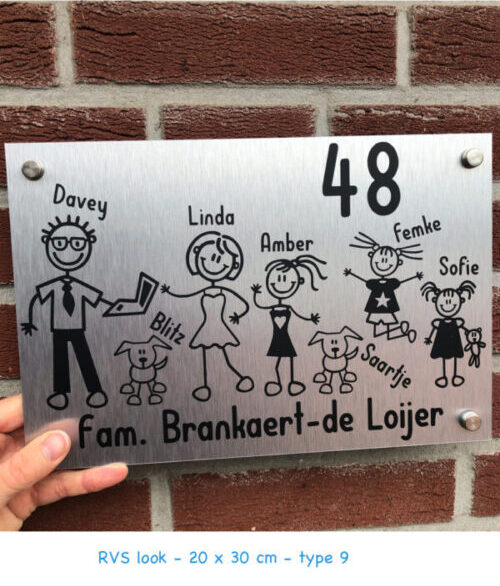 48
Davey
Linda
Amber
Femke
Sofie
Blitz
Saartje
Fam. Brankaert-de Loijer
RVS look - 20 x 30 cm - type 9